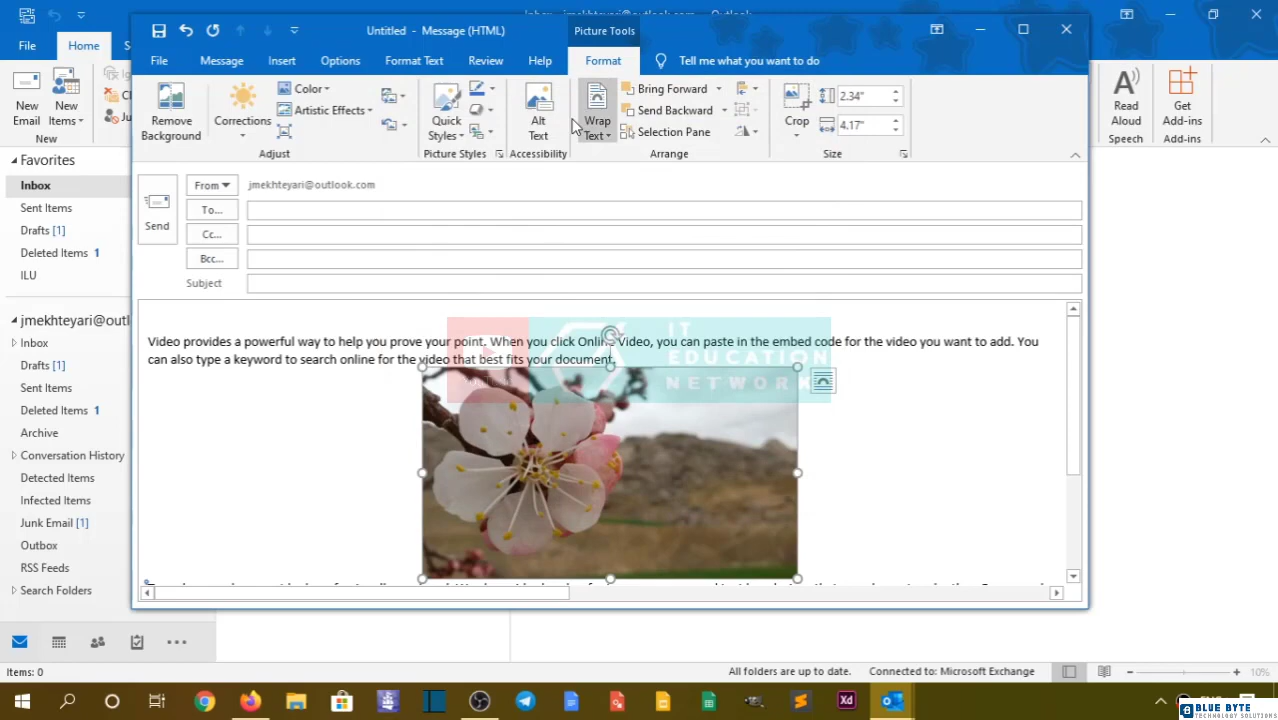 Inbox - jmekhteyari@outlook.com - Outlook
File Home S
New Email
New Items
New
Read Aloud
Speech
Get Add-ins
Add-ins
Untitled - Message (HTML)
Picture Tools
File Message Insert Options Format Text Review Help Format Tell me what you want to do
Remove Background
Corrections
Color
Artistic Effects
Adjust
Quick Styles
Picture Styles
Alt Text
Accessibility
Wrap Text
Bring Forward
Send Backward
Selection Pane
Arrange
Crop
2.34"
4.17"
Size
Favorites
Inbox
Sent Items
Drafts [1]
Deleted Items 1
ILU
jmekhteyari@outl
Inbox
Drafts [1]
Sent Items
Deleted Items 1
Archive
Conversation History
Detected Items
Infected Items
Junk Email [1]
Outbox
RSS Feeds
Search Folders
Send
From jmekhteyari@outlook.com
To...
Cc...
Bcc...
Subject
Video provides a powerful way to help you prove your point. When you click Online Video, you can paste in the embed code for the video you want to add. You
can also type a keyword to search online for the video that best fits your document.
IT
EDUCATION
NETWORK
Items: 0
All folders are up to date. Connected to: Microsoft Exchange
10%
Xd
BLUE BYTE
TECHNOLOGY SOLUTIONS